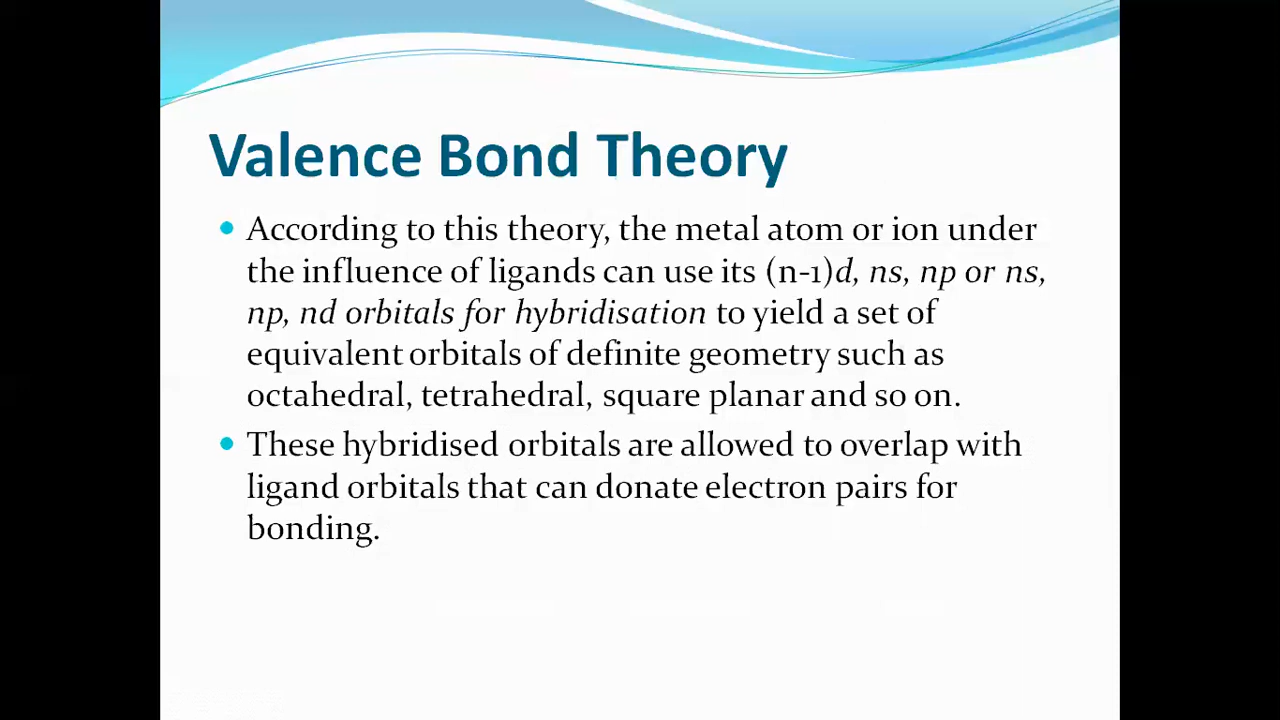 Valence Bond Theory
According to this theory, the metal atom or ion under
the influence of ligands can use its (n-1)d, ns, np or ns,
np, nd orbitals for hybridisation to yield a set of
equivalent orbitals of definite geometry such as
octahedral, tetrahedral, square planar and so on.
These hybridised orbitals are allowed to overlap with
ligand orbitals that can donate electron pairs for
bonding.